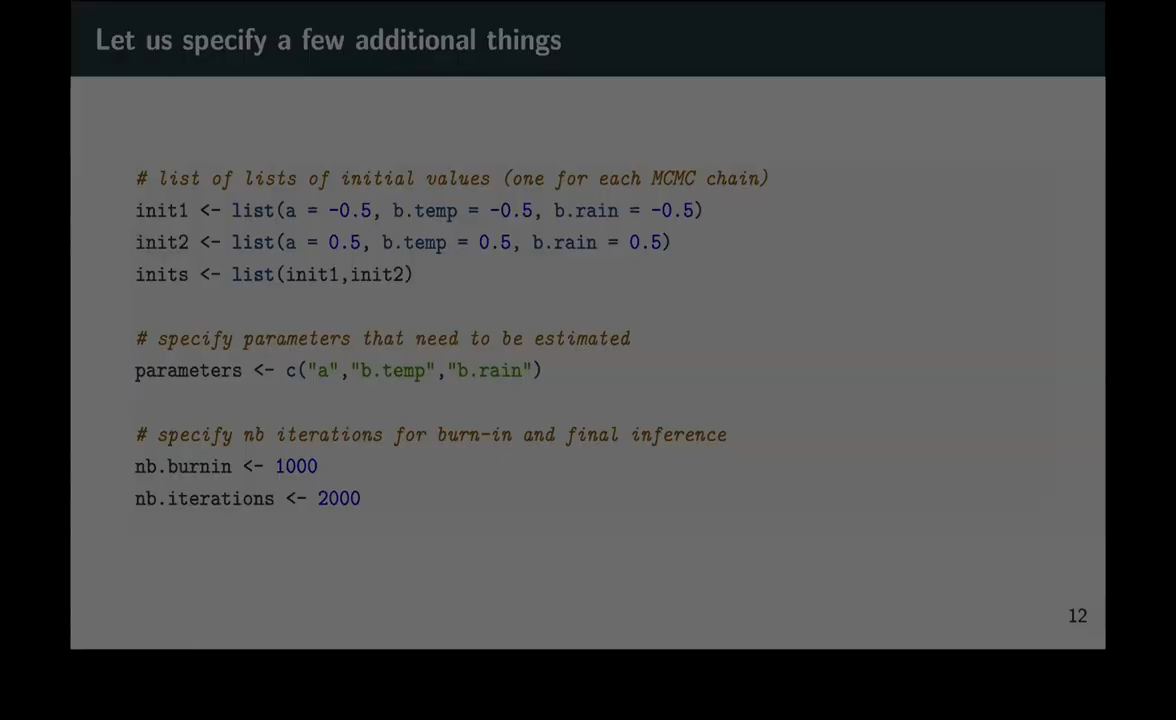 Let us specify a few additional things
# list of lists of initial values (one for each MCMC chain)
init1 <- list(a = -0.5, b.temp = -0.5, b.rain = -0.5)
init2 <- list(a = 0.5, b.temp = 0.5, b.rain = 0.5)
inits <- list(init1,init2)
# specify parameters that need to be estimated
parameters <- c("a","b.temp","b.rain")
# specify nb iterations for burn-in and final inference
nb.burnin <- 1000
nb.iterations <- 2000
12